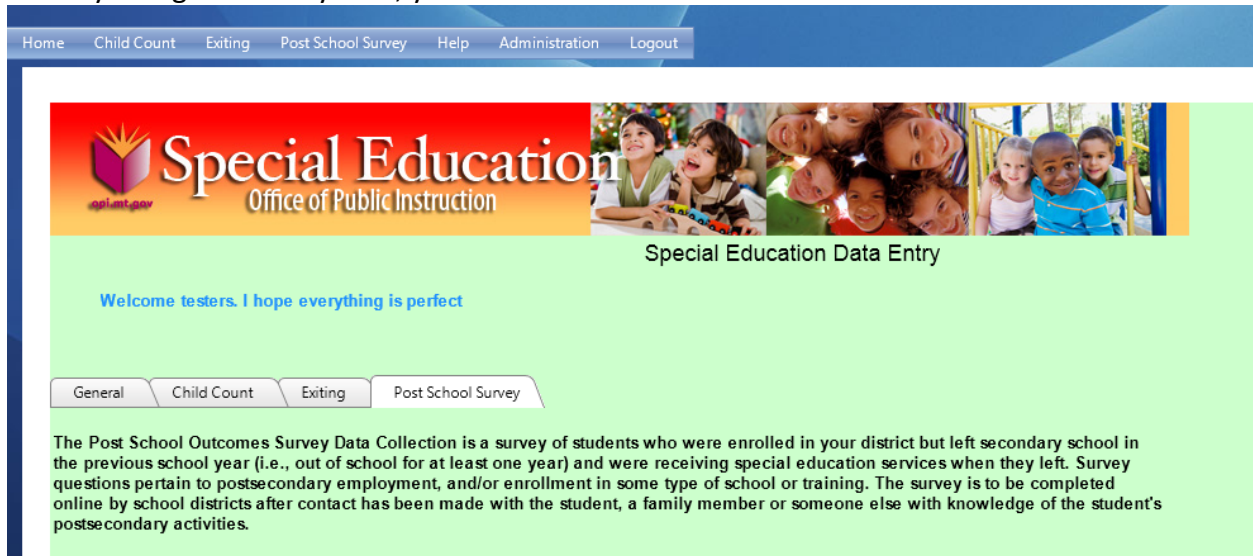 Home Child Count Exiting Post School Survey Help Administration Logout
Special Education
Office of Public Instruction
opi.mt.gov
Special Education Data Entry
Welcome testers. I hope everything is perfect
General Child Count Exiting Post School Survey
The Post School Outcomes Survey Data Collection is a survey of students who were enrolled in your district but left secondary school in
the previous school year (i.e., out of school for at least one year) and were receiving special education services when they left. Survey
questions pertain to postsecondary employment, and/or enrollment in some type of school or training. The survey is to be completed
online by school districts after contact has been made with the student, a family member or someone else with knowledge of the student's
postsecondary activities.